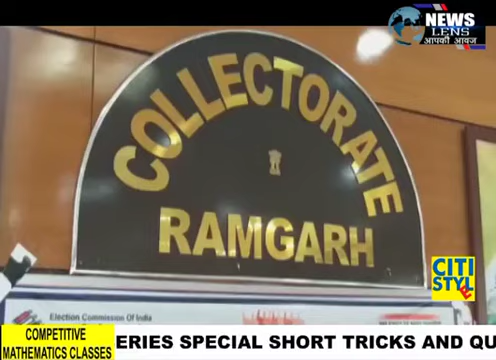 NEWS
LENS
आपकी आवाज
COLLECTORATE
RAMGARH
CITI
STYL R
Election Commission Of India
COMPETITIVE
MATHEMATICS CLASSES
ERIES SPECIAL SHORT TRICKS AND QU